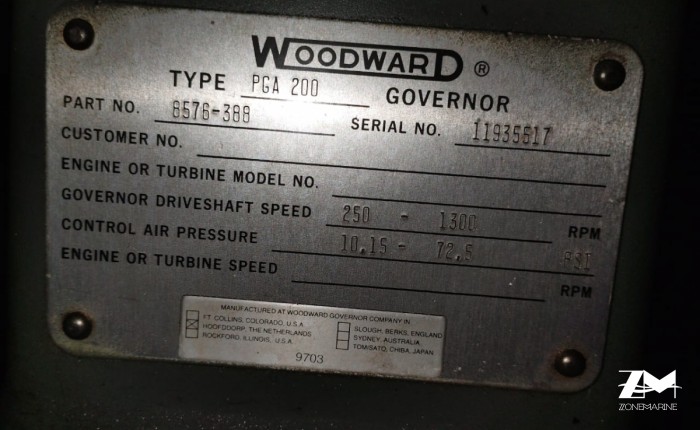 WOODWARD ®
TYPE PGA 200 GOVERNOR
PART NO. 8576-388 SERIAL NO. 11935517
CUSTOMER NO.
ENGINE OR TURBINE MODEL NO.
GOVERNOR DRIVESHAFT SPEED 250 - 1300 RPM
CONTROL AIR PRESSURE 10,15 - 72,5 PSI
ENGINE OR TURBINE SPEED RPM
MANUFACTURED AT WOODWARD GOVERNOR COMPANY IN
FT. COLLINS, COLORADO, U.S.A. SLOUGH, BERKS, ENGLAND
HOOFDDORP, THE NETHERLANDS SYDNEY, AUSTRALIA
ROCKFORD, ILLINOIS, U.S.A. TOMISATO, CHIBA, JAPAN
9703
ZM
ZZONEMARINE